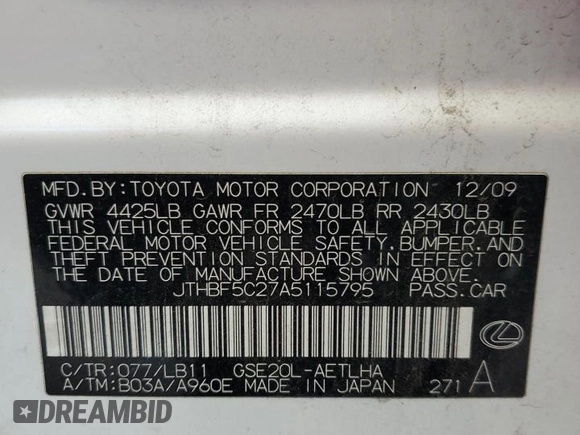 MFD.BY:TOYOTA MOTOR CORPORATION 12/09
GVWR 4425LB GAWR FR 2470LB RR 2430LB
THIS VEHICLE CONFORMS TO ALL APPLICABLE
FEDERAL MOTOR VEHICLE SAFETY,BUMPER,AND
THEFT PREVENTION STANDARDS IN EFFECT ON
THE DATE OF MANUFACTURE SHOWN ABOVE.
JTHBF5C27A5115795 PASS.CAR
C/TR:077/LB11 GSE20L-AETLHA
A/TM:B03A/A960E MADE IN JAPAN 271 A
DREAMBID